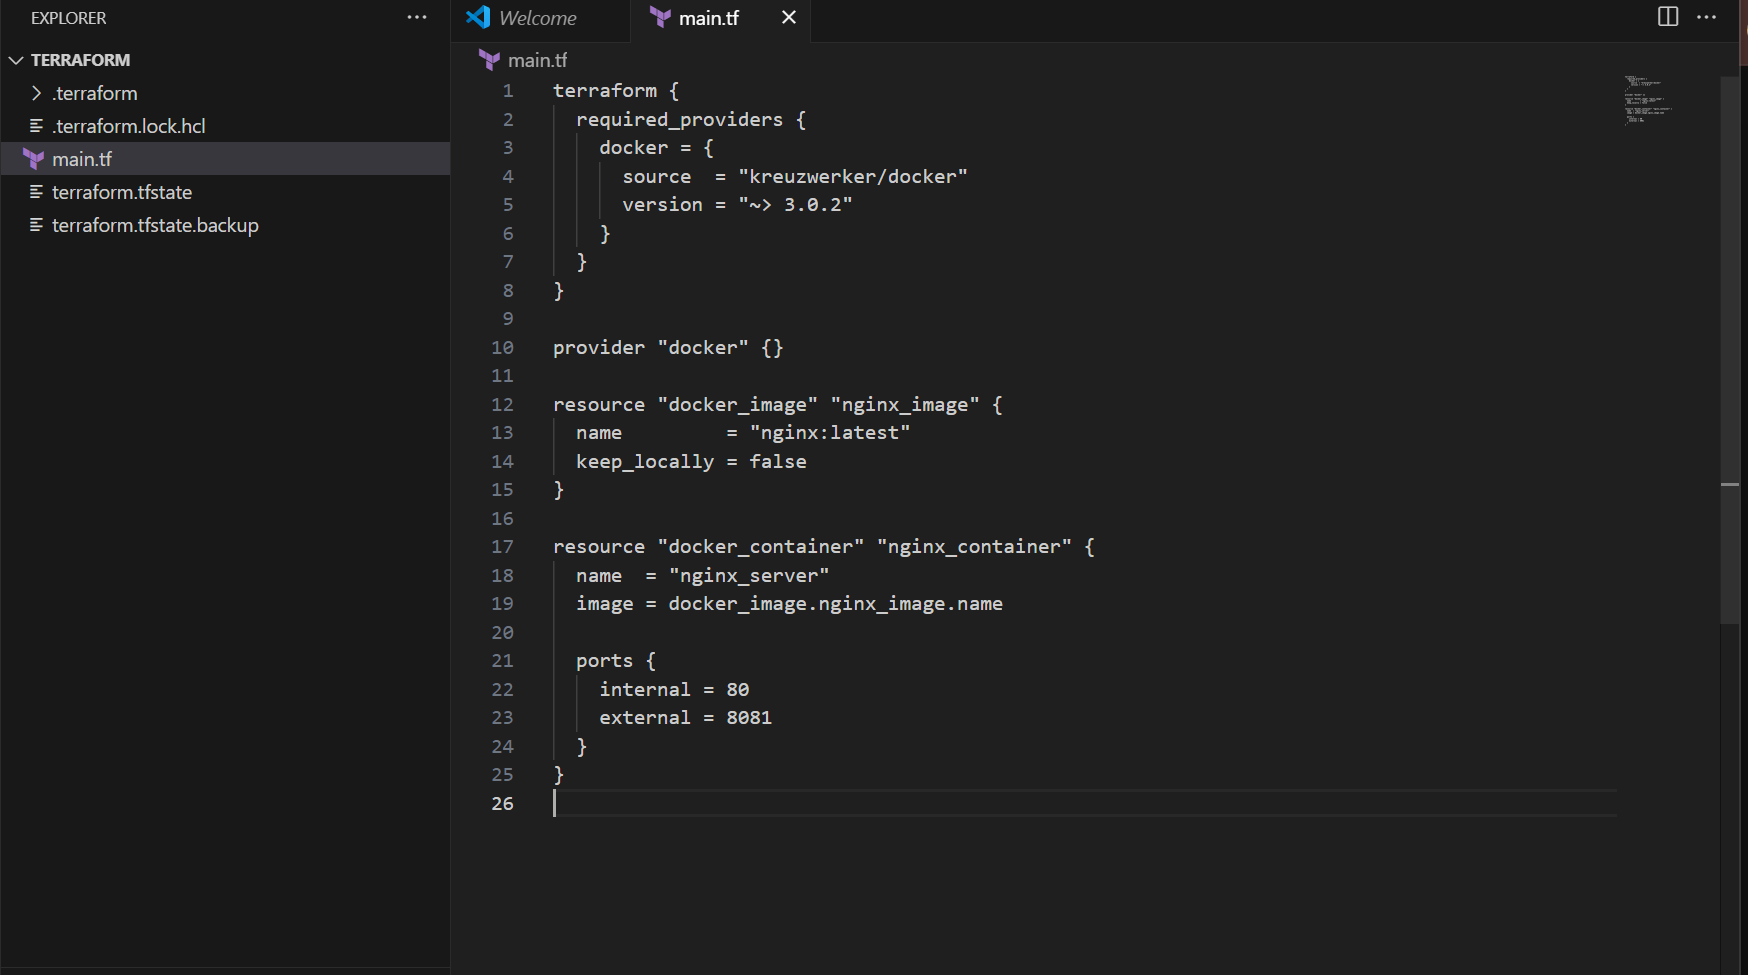 EXPLORER
TERRAFORM
.terraform
.terraform.lock.hcl
main.tf
terraform.tfstate
terraform.tfstate.backup
Welcome
main.tf
main.tf
1 terraform {
2   required_providers {
3     docker = {
4       source  = "kreuzwerker/docker"
5       version = "~> 3.0.2"
6     }
7   }
8 }
9
10 provider "docker" {}
11
12 resource "docker_image" "nginx_image" {
13   name         = "nginx:latest"
14   keep_locally = false
15 }
16
17 resource "docker_container" "nginx_container" {
18   name  = "nginx_server"
19   image = docker_image.nginx_image.name
20
21   ports {
22     internal = 80
23     external = 8081
24   }
25 }
26